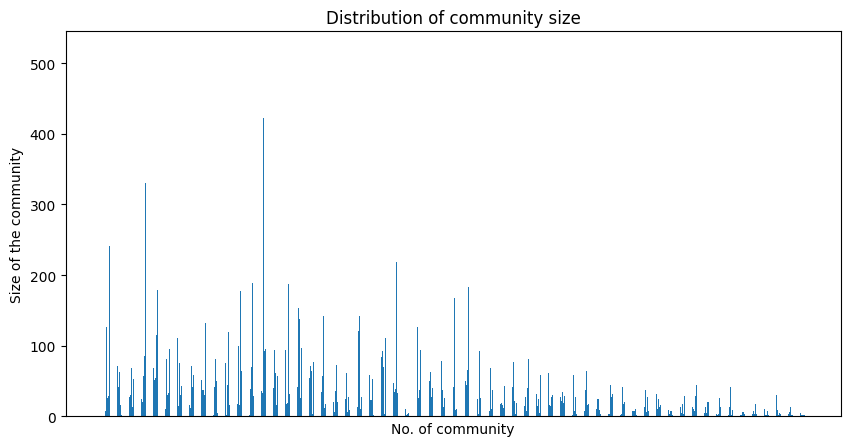 Distribution of community size
500
400
300
200
100
0
Size of the community
No. of community